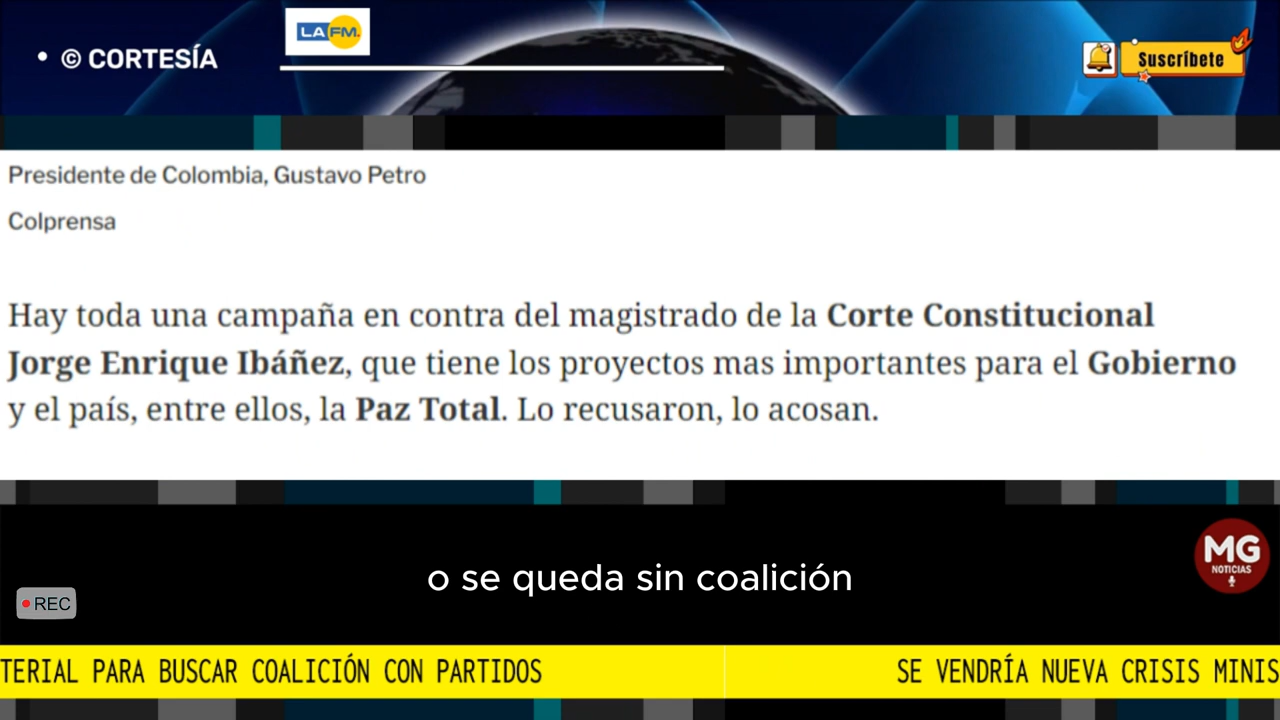 • © CORTESÍA
LA FM.
Suscríbete
Presidente de Colombia, Gustavo Petro
Colprensa
Hay toda una campaña en contra del magistrado de la Corte Constitucional
Jorge Enrique Ibáñez, que tiene los proyectos mas importantes para el Gobierno
y el país, entre ellos, la Paz Total. Lo recusaron, lo acosan.
MG
NOTICIAS
o se queda sin coalición
REC
TERIAL PARA BUSCAR COALICIÓN CON PARTIDOS
SE VENDRÍA NUEVA CRISIS MINIS